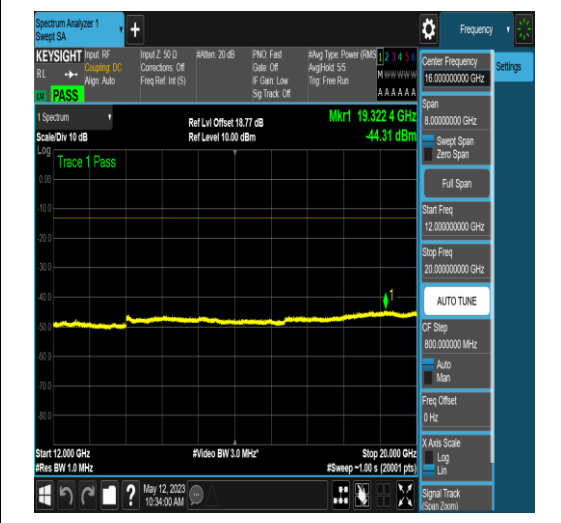 Spectrum Analyzer 1
Swept SA
+
Frequency
KEYSIGHT
RL
PASS
Input: RF
Coupling: DC
Align: Auto
Input Z: 50 Ω
Corrections: Off
Freq Ref: Int (S)
#Atten: 20 dB
PNO: Fast
Gate: Off
IF Gain: Low
Sig Track: Off
#Avg Type: Power (RMS)
Avg|Hold: 5/5
Trig: Free Run
1 2 3 4 5 6
M W W W W W
A A A A A A
1 Spectrum
Scale/Div 10 dB
Ref Lvl Offset 18.77 dB
Ref Level 10.00 dBm
Mkr1 19.322 4 GHz
-44.31 dBm
Log
Trace 1 Pass
0.00
-10.0
-20.0
-30.0
-40.0
-50.0
-60.0
-70.0
-80.0
1
Start 12.000 GHz
#Res BW 1.0 MHz
#Video BW 3.0 MHz*
Stop 20.000 GHz
#Sweep ~1.00 s (20001 pts)
?
May 12, 2023
10:34:00 AM
Center Frequency
16.000000000 GHz
Settings
Span
8.00000000 GHz
Swept Span
Zero Span
Full Span
Start Freq
12.000000000 GHz
Stop Freq
20.000000000 GHz
AUTO TUNE
CF Step
800.000000 MHz
Auto
Man
Freq Offset
0 Hz
X Axis Scale
Log
Lin
Signal Track
(Span Zoom)